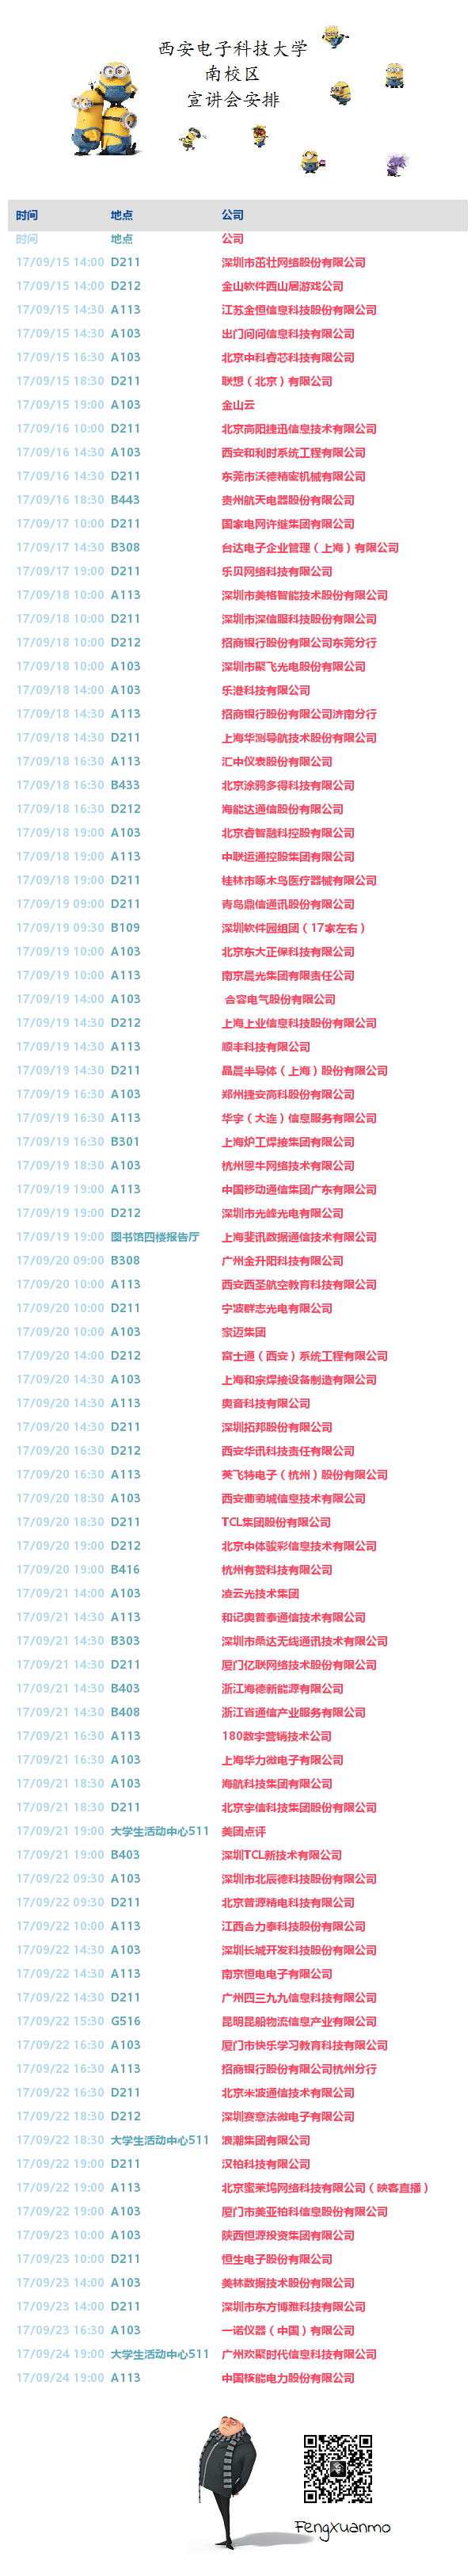 西安电子科技大学
南校区
宣讲会安排
时间 地点 公司
时间 地点 公司
17/09/15 14:00 D211 深圳市茁壮网络股份有限公司
17/09/15 14:00 D212 金山软件西山居游戏公司
17/09/15 14:30 A113 江苏金恒信息科技股份有限公司
17/09/15 14:30 A103 出门问问信息科技有限公司
17/09/15 16:30 A103 北京中科睿芯科技有限公司
17/09/15 18:30 D211 联想（北京）有限公司
17/09/15 19:00 A103 金山云
17/09/16 10:00 D211 北京高阳捷迅信息技术有限公司
17/09/16 14:30 A103 西安和利时系统工程有限公司
17/09/16 14:30 D211 东莞市沃德精密机械有限公司
17/09/16 18:30 B443 贵州航天电器股份有限公司
17/09/17 10:00 D211 国家电网许继集团有限公司
17/09/17 14:30 B308 台达电子企业管理（上海）有限公司
17/09/17 19:00 D211 乐贝网络科技有限公司
17/09/18 10:00 A113 深圳市美格智能技术股份有限公司
17/09/18 10:00 D211 深圳市深信服科技股份有限公司
17/09/18 10:00 D212 招商银行股份有限公司东莞分行
17/09/18 10:00 A103 深圳市聚飞光电股份有限公司
17/09/18 14:00 A103 乐港科技有限公司
17/09/18 14:30 A113 招商银行股份有限公司济南分行
17/09/18 14:30 D211 上海华测导航技术股份有限公司
17/09/18 16:30 A113 汇中仪表股份有限公司
17/09/18 16:30 B433 北京涂鸦多得科技有限公司
17/09/18 16:30 D212 海能达通信股份有限公司
17/09/18 19:00 A103 北京睿智融科控股有限公司
17/09/18 19:00 A113 中联运通控股集团有限公司
17/09/18 19:00 D211 桂林市啄木鸟医疗器械有限公司
17/09/19 09:00 D211 青岛鼎信通讯股份有限公司
17/09/19 09:30 B109 深圳软件园组团（17家左右）
17/09/19 10:00 A103 北京东大正保科技有限公司
17/09/19 10:00 A113 南京晨光集团有限责任公司
17/09/19 14:00 A103 合容电气股份有限公司
17/09/19 14:30 D212 上海上业信息科技股份有限公司
17/09/19 14:30 A113 顺丰科技有限公司
17/09/19 14:30 D211 晶晨半导体（上海）股份有限公司
17/09/19 16:30 A103 郑州捷安高科股份有限公司
17/09/19 16:30 A113 华宇（大连）信息服务有限公司
17/09/19 16:30 B301 上海炉工焊接集团有限公司
17/09/19 18:30 A103 杭州恩牛网络技术有限公司
17/09/19 19:00 A113 中国移动通信集团广东有限公司
17/09/19 19:00 D212 深圳市光峰光电有限公司
17/09/19 19:00 图书馆四楼报告厅 上海斐讯数据通信技术有限公司
17/09/20 09:00 B308 广州金升阳科技有限公司
17/09/20 10:00 A113 西安西圣航空教育科技有限公司
17/09/20 10:00 D211 宁波群志光电有限公司
17/09/20 10:00 A103 豪迈集团
17/09/20 14:00 D212 富士通（西安）系统工程有限公司
17/09/20 14:30 A103 上海和宗焊接设备制造有限公司
17/09/20 14:30 A113 奥音科技有限公司
17/09/20 14:30 D211 深圳拓邦股份有限公司
17/09/20 16:30 D212 西安华讯科技责任有限公司
17/09/20 16:30 A113 英飞特电子（杭州）股份有限公司
17/09/20 18:30 A103 西安葡萄城信息技术有限公司
17/09/20 18:30 D211 TCL集团股份有限公司
17/09/20 19:00 D212 北京中体骏彩信息技术有限公司
17/09/20 19:00 B416 杭州有赞科技有限公司
17/09/21 14:00 A103 凌云光技术集团
17/09/21 14:30 A113 和记奥普泰通信技术有限公司
17/09/21 14:30 B303 深圳市桑达无线通讯技术有限公司
17/09/21 14:30 D211 厦门亿联网络技术股份有限公司
17/09/21 14:30 B403 浙江海德新能源有限公司
17/09/21 14:30 B408 浙江省通信产业服务有限公司
17/09/21 16:30 A113 180数字营销技术公司
17/09/21 16:30 A103 上海华力微电子有限公司
17/09/21 18:30 A103 海航科技集团有限公司
17/09/21 18:30 D211 北京宇信科技集团股份有限公司
17/09/21 19:00 大学生活动中心511 美团点评
17/09/21 19:00 B403 深圳TCL新技术有限公司
17/09/22 09:30 A103 深圳市北辰德科技股份有限公司
17/09/22 09:30 D211 北京普源精电科技有限公司
17/09/22 10:00 A113 江西合力泰科技股份有限公司
17/09/22 14:30 A103 深圳长城开发科技股份有限公司
17/09/22 14:30 A113 南京恒电电子有限公司
17/09/22 14:30 D211 广州四三九九信息科技有限公司
17/09/22 15:30 G516 昆明昆船物流信息产业有限公司
17/09/22 16:30 A103 厦门市快乐学习教育科技有限公司
17/09/22 16:30 A113 招商银行股份有限公司杭州分行
17/09/22 16:30 D211 北京米波通信技术有限公司
17/09/22 18:30 D212 深圳赛意法微电子有限公司
17/09/22 18:30 大学生活动中心511 浪潮集团有限公司
17/09/22 19:00 D211 汉柏科技有限公司
17/09/22 19:00 A113 北京蜜莱坞网络科技有限公司（映客直播）
17/09/22 19:00 A103 厦门市美亚柏科信息股份有限公司
17/09/23 10:00 A103 陕西恒源投资集团有限公司
17/09/23 10:00 D211 恒生电子股份有限公司
17/09/23 14:00 A103 美林数据技术股份有限公司
17/09/23 14:00 D211 深圳市东方博雅科技有限公司
17/09/23 16:30 A103 一诺仪器（中国）有限公司
17/09/24 19:00 大学生活动中心511 广州欢聚时代信息科技有限公司
17/09/24 19:00 A113 中国核能电力股份有限公司
FengXuanmo